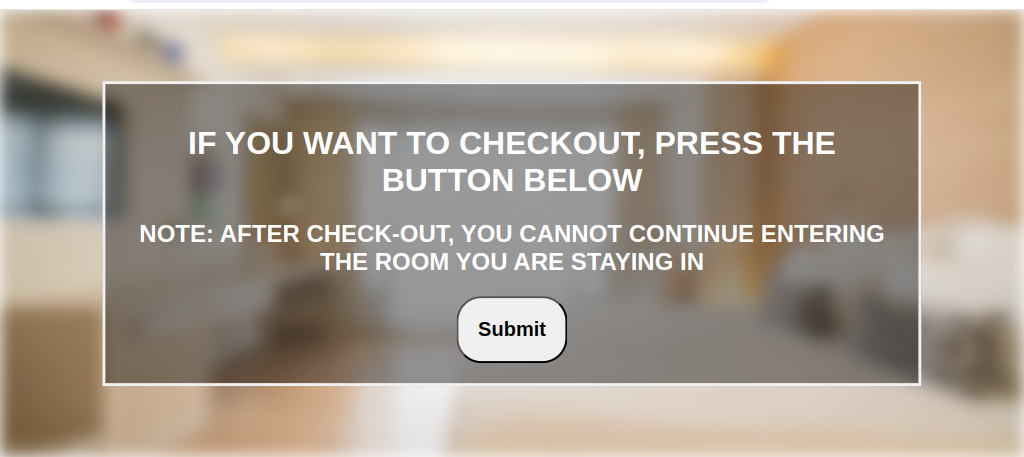 IF YOU WANT TO CHECKOUT, PRESS THE
BUTTON BELOW
NOTE: AFTER CHECK-OUT, YOU CANNOT CONTINUE ENTERING
THE ROOM YOU ARE STAYING IN
Submit